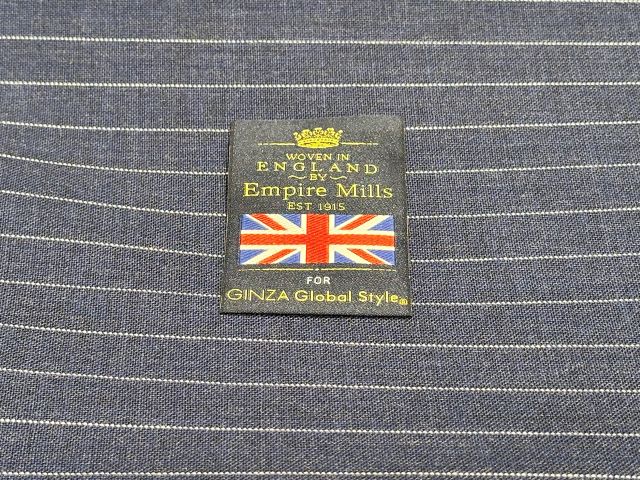 WOVEN IN
ENGLAND
~BY~
Empire Mills
EST 1915
FOR
GINZA Global Style®